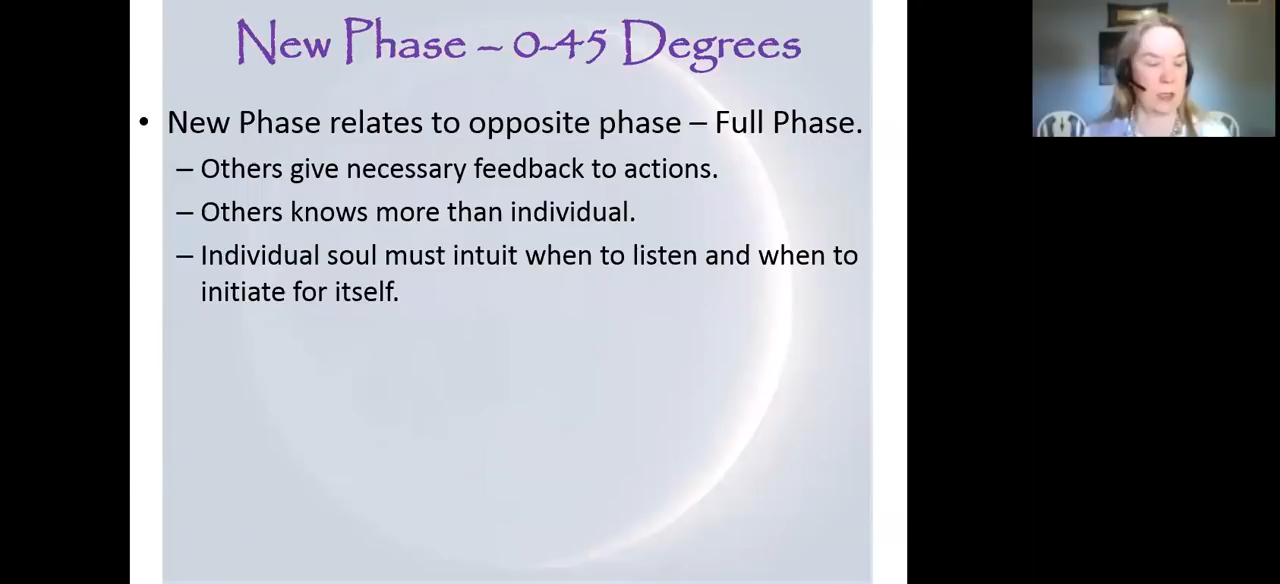 New Phase – 0-45 Degrees
• New Phase relates to opposite phase – Full Phase.
– Others give necessary feedback to actions.
– Others knows more than individual.
– Individual soul must intuit when to listen and when to
initiate for itself.